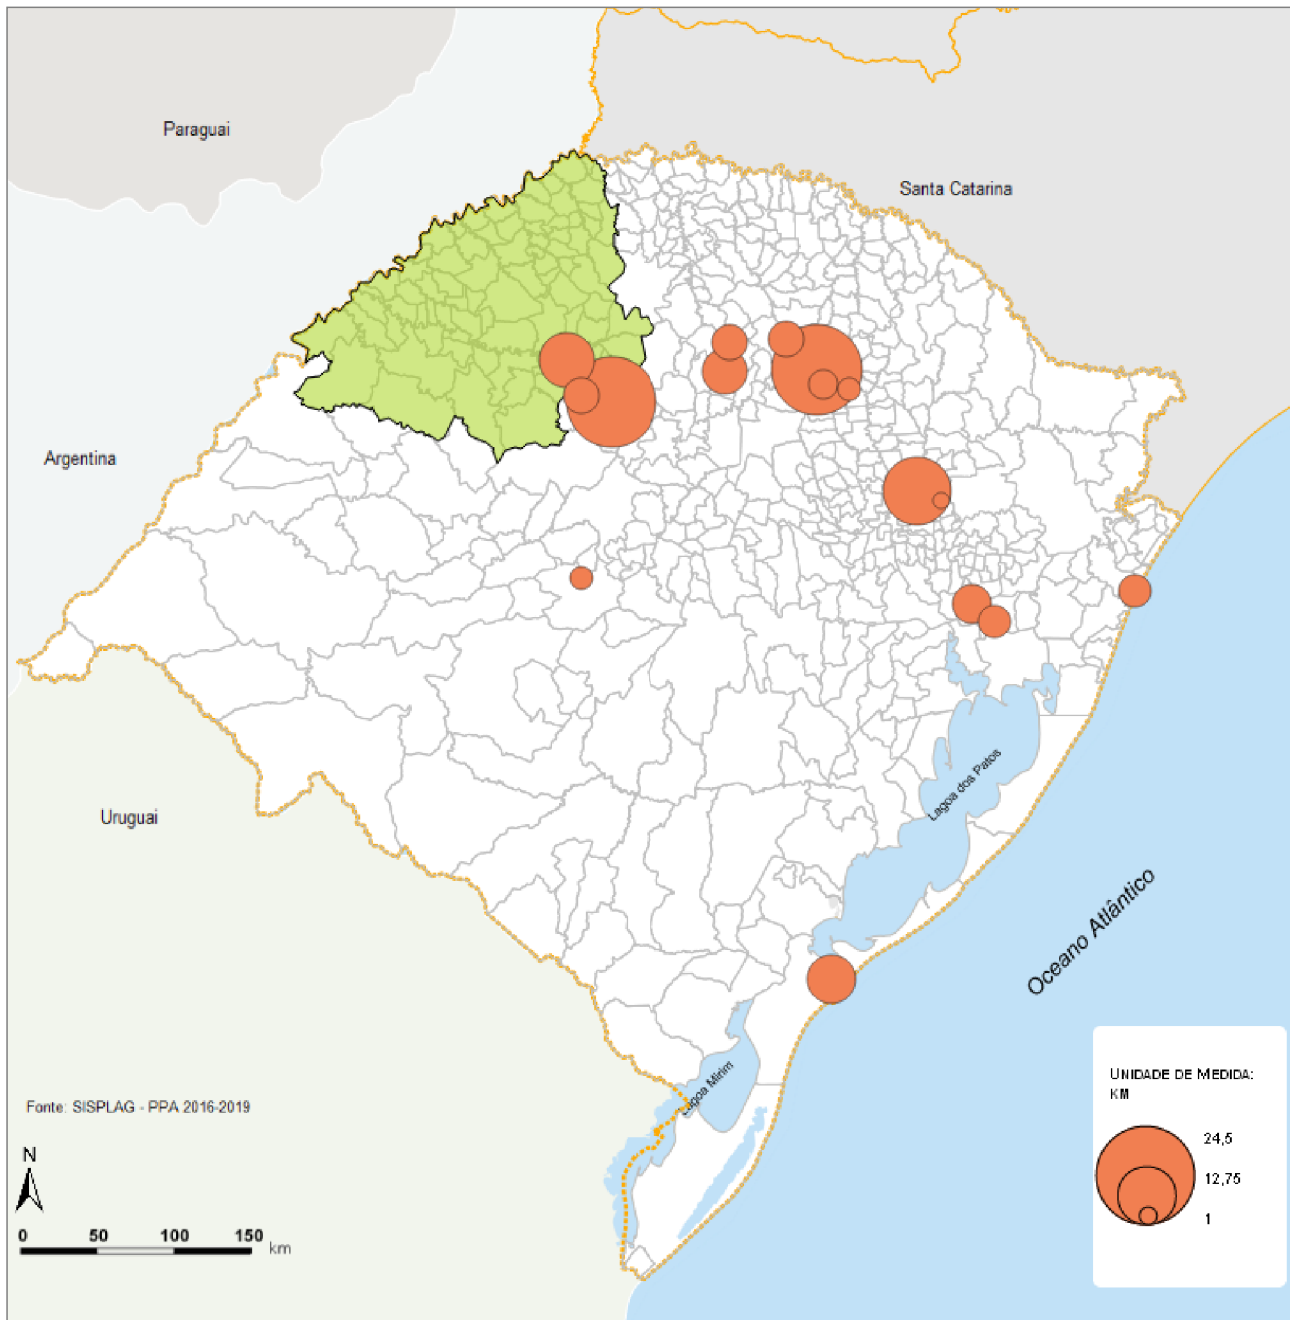 Paraguai
Santa Catarina
Argentina
Uruguai
Lagoa dos Patos
Oceano Atlântico
Lagoa Mirim
Fonte: SISPLAG - PPA 2016-2019
N
0 50 100 150 km
UNIDADE DE MEDIDA:
KM
24,5
12,75
1